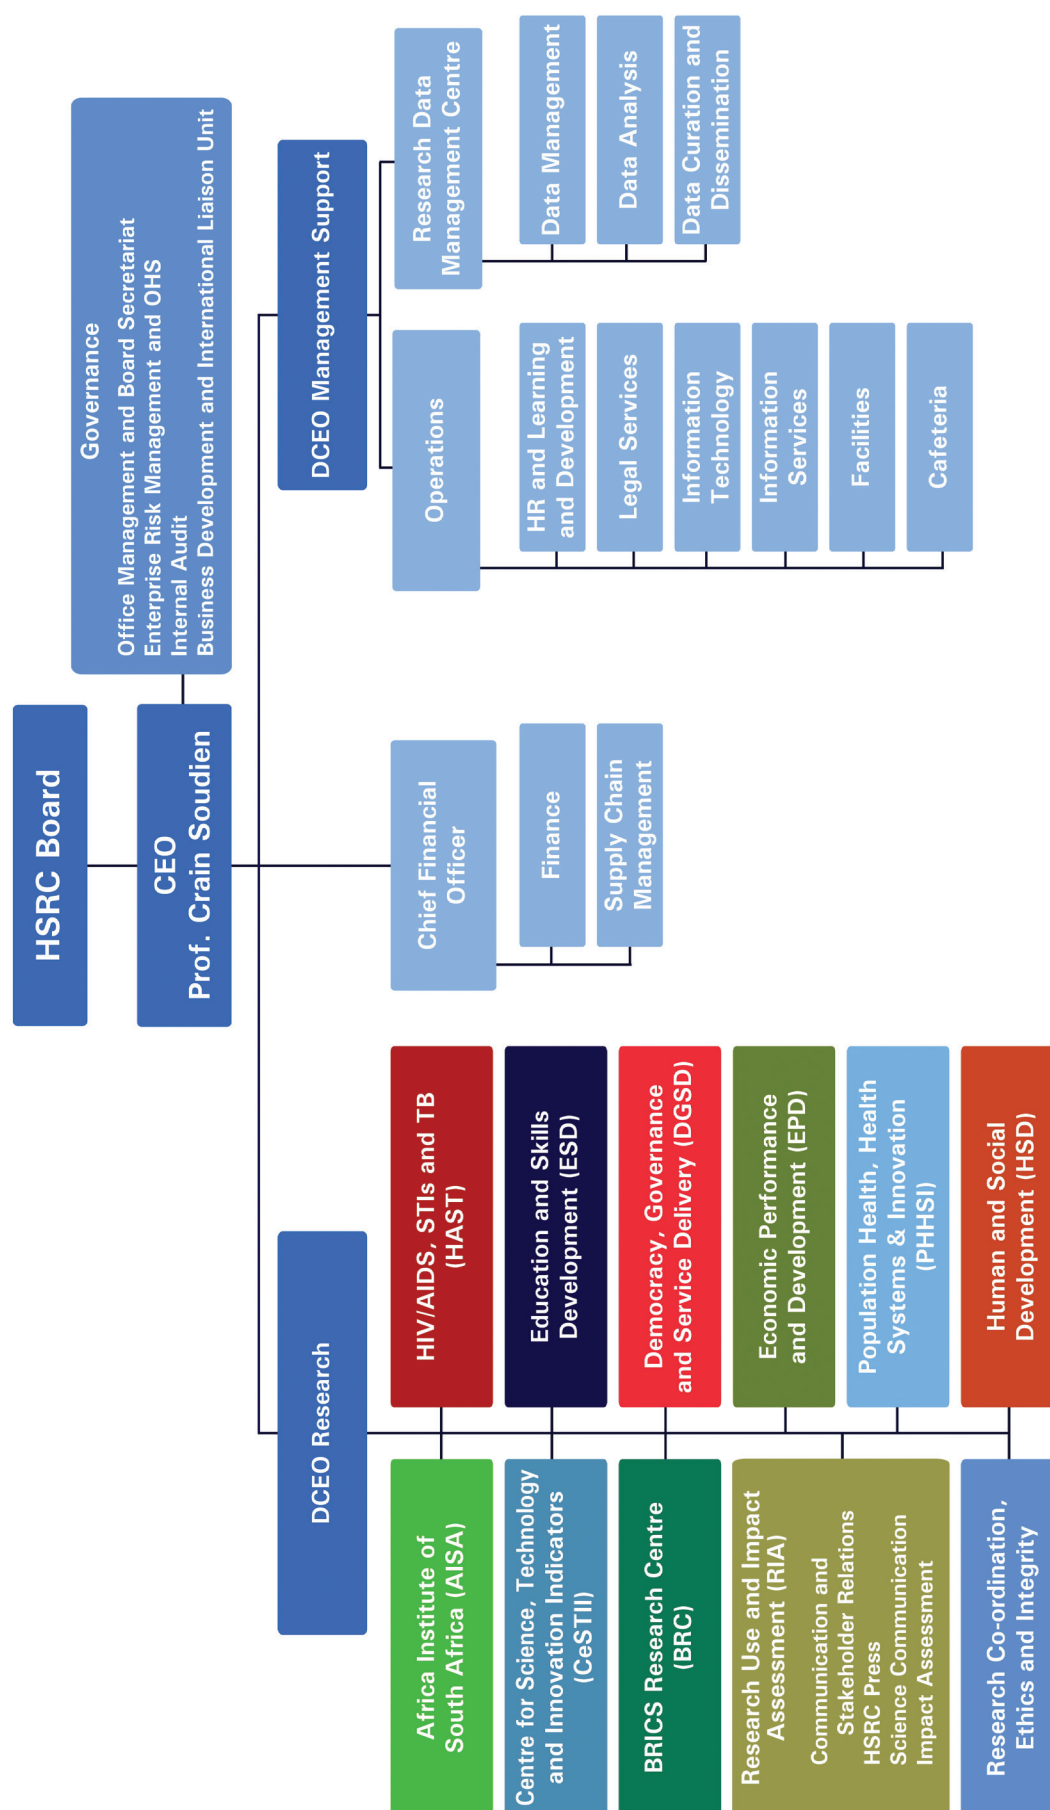 HSRC Board
CEO
Prof. Crain Soudien
Governance
Office Management and Board Secretariat
Enterprise Risk Management and OHS
Internal Audit
Business Development and International Liaison Unit
DCEO Research
Africa Institute of
South Africa (AISA)
HIV/AIDS, STIs and TB
(HAST)
Centre for Science, Technology
and Innovation Indicators
(CeSTII)
Education and Skills
Development (ESD)
BRICS Research Centre
(BRC)
Democracy, Governance
and Service Delivery (DGSD)
Research Use and Impact
Assessment (RIA)
Communication and
Stakeholder Relations
HSRC Press
Science Communication
Impact Assessment
Economic Performance
and Development (EPD)
Population Health, Health
Systems & Innovation
(PHHSI)
Research Co-ordination,
Ethics and Integrity
Human and Social
Development (HSD)
Chief Financial
Officer
Finance
Supply Chain
Management
DCEO Management Support
Operations
HR and Learning
and Development
Legal Services
Information
Technology
Information
Services
Facilities
Cafeteria
Research Data
Management Centre
Data Management
Data Analysis
Data Curation and
Dissemination